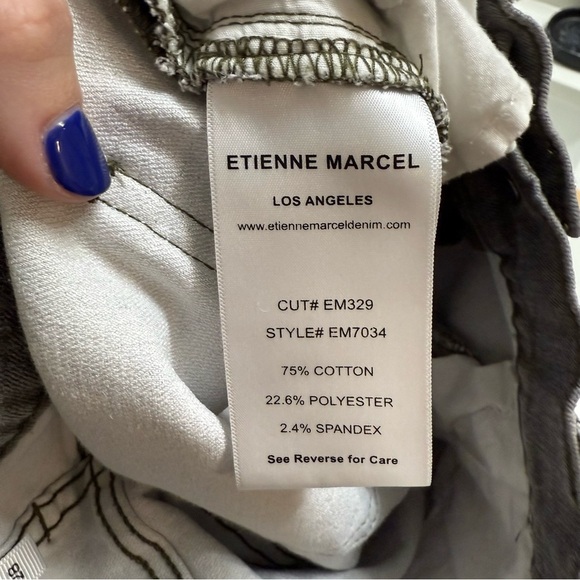 ETIENNE MARCEL
LOS ANGELES
www.etiennemarceldenim.com
CUT# EM329
STYLE# EM7034
75% COTTON
22.6% POLYESTER
2.4% SPANDEX
See Reverse for Care